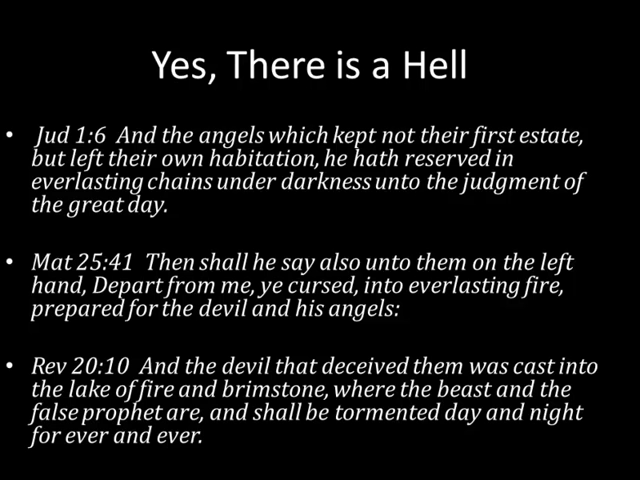 Yes, There is a Hell
• Jud 1:6 And the angels which kept not their first estate,
but left their own habitation, he hath reserved in
everlasting chains under darkness unto the judgment of
the great day.
• Mat 25:41 Then shall he say also unto them on the left
hand, Depart from me, ye cursed, into everlasting fire,
prepared for the devil and his angels:
• Rev 20:10 And the devil that deceived them was cast into
the lake of fire and brimstone, where the beast and the
false prophet are, and shall be tormented day and night
for ever and ever.